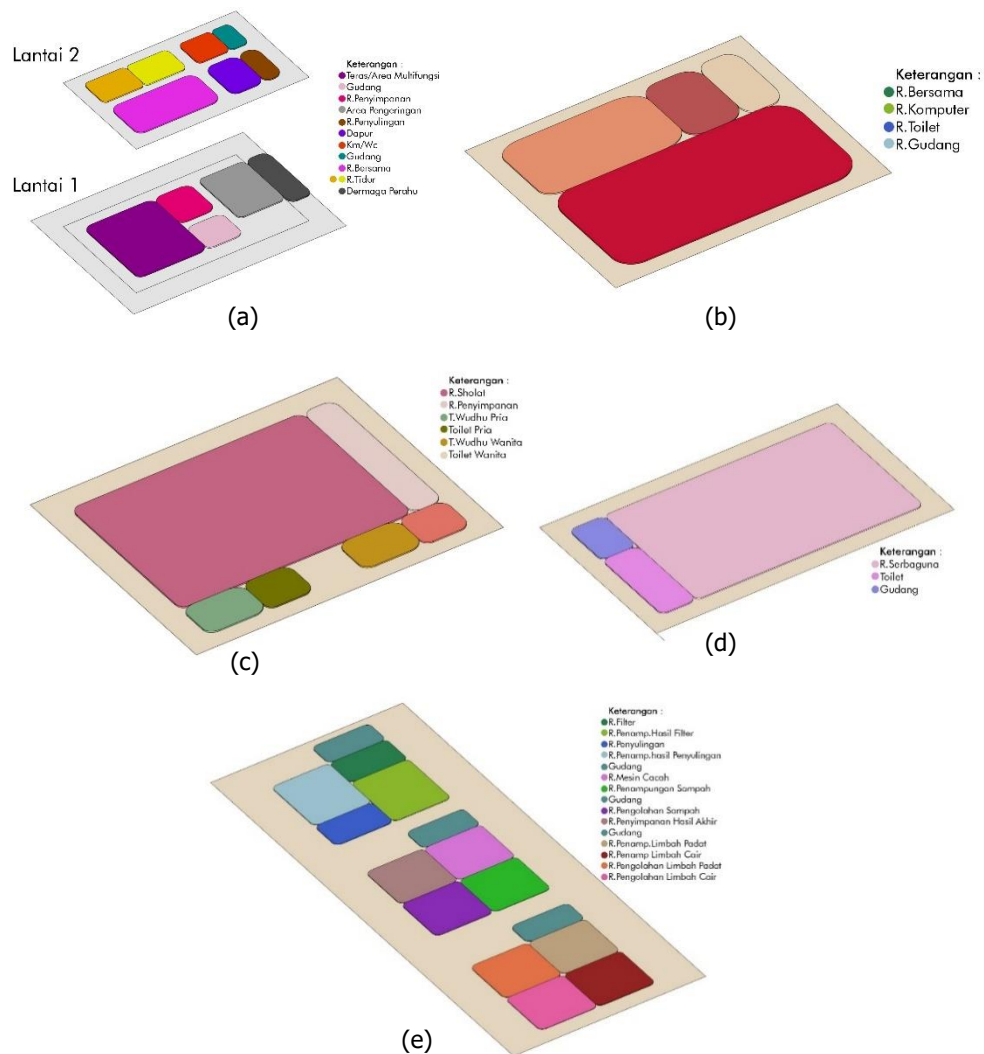 Lantai 2
Keterangan :
Teras/Area Multifungsi
Gudang
R.Penyimpanan
Area Pengeringan
R.Penyulingan
Dapur
Km/Wc
Gudang
R.Bersama
R.Tidur
Dermaga Perahu
Lantai 1
(a)
Keterangan :
R.Bersama
R.Komputer
R.Toilet
R.Gudang
(b)
Keterangan :
R.Sholat
R.Penyimpanan
T.Wudhu Pria
Toilet Pria
T.Wudhu Wanita
Toilet Wanita
(c)
Keterangan :
R.Serbaguna
Toilet
Gudang
(d)
Keterangan :
R.Filter
R.Penamp.Hasil Filter
R.Penyulingan
R.Penamp.hasil Penyulingan
Gudang
R.Mesin Cacah
R.Penampungan Sampah
Gudang
R.Pengolahan Sampah
R.Penyimpanan Hasil Akhir
Gudang
R.Penamp.Limbah Padat
R.Penamp Limbah Cair
R.Pengolahan Limbah Padat
R.Pengolahan Limbah Cair
(e)